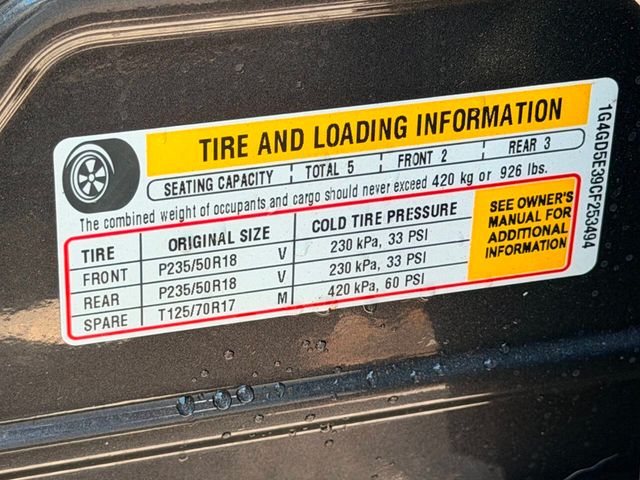 TIRE AND LOADING INFORMATION
SEATING CAPACITY TOTAL 5 FRONT 2 REAR 3
The combined weight of occupants and cargo should never exceed 420 kg or 926 lbs.
TIRE ORIGINAL SIZE COLD TIRE PRESSURE
FRONT P235/50R18 V 230 kPa, 33 PSI
REAR P235/50R18 V 230 kPa, 33 PSI
SPARE T125/70R17 M 420 kPa, 60 PSI
SEE OWNER'S
MANUAL FOR
ADDITIONAL
INFORMATION
1G4GD5E39CF253494